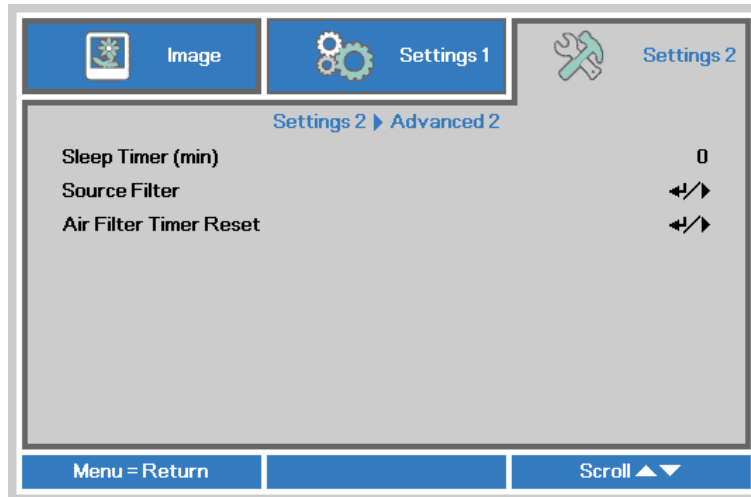 Image
Settings 1
Settings 2
Settings 2 ▶ Advanced 2
Sleep Timer (min) 0
Source Filter ↵/▶
Air Filter Timer Reset ↵/▶
Menu = Return
Scroll ▲▼